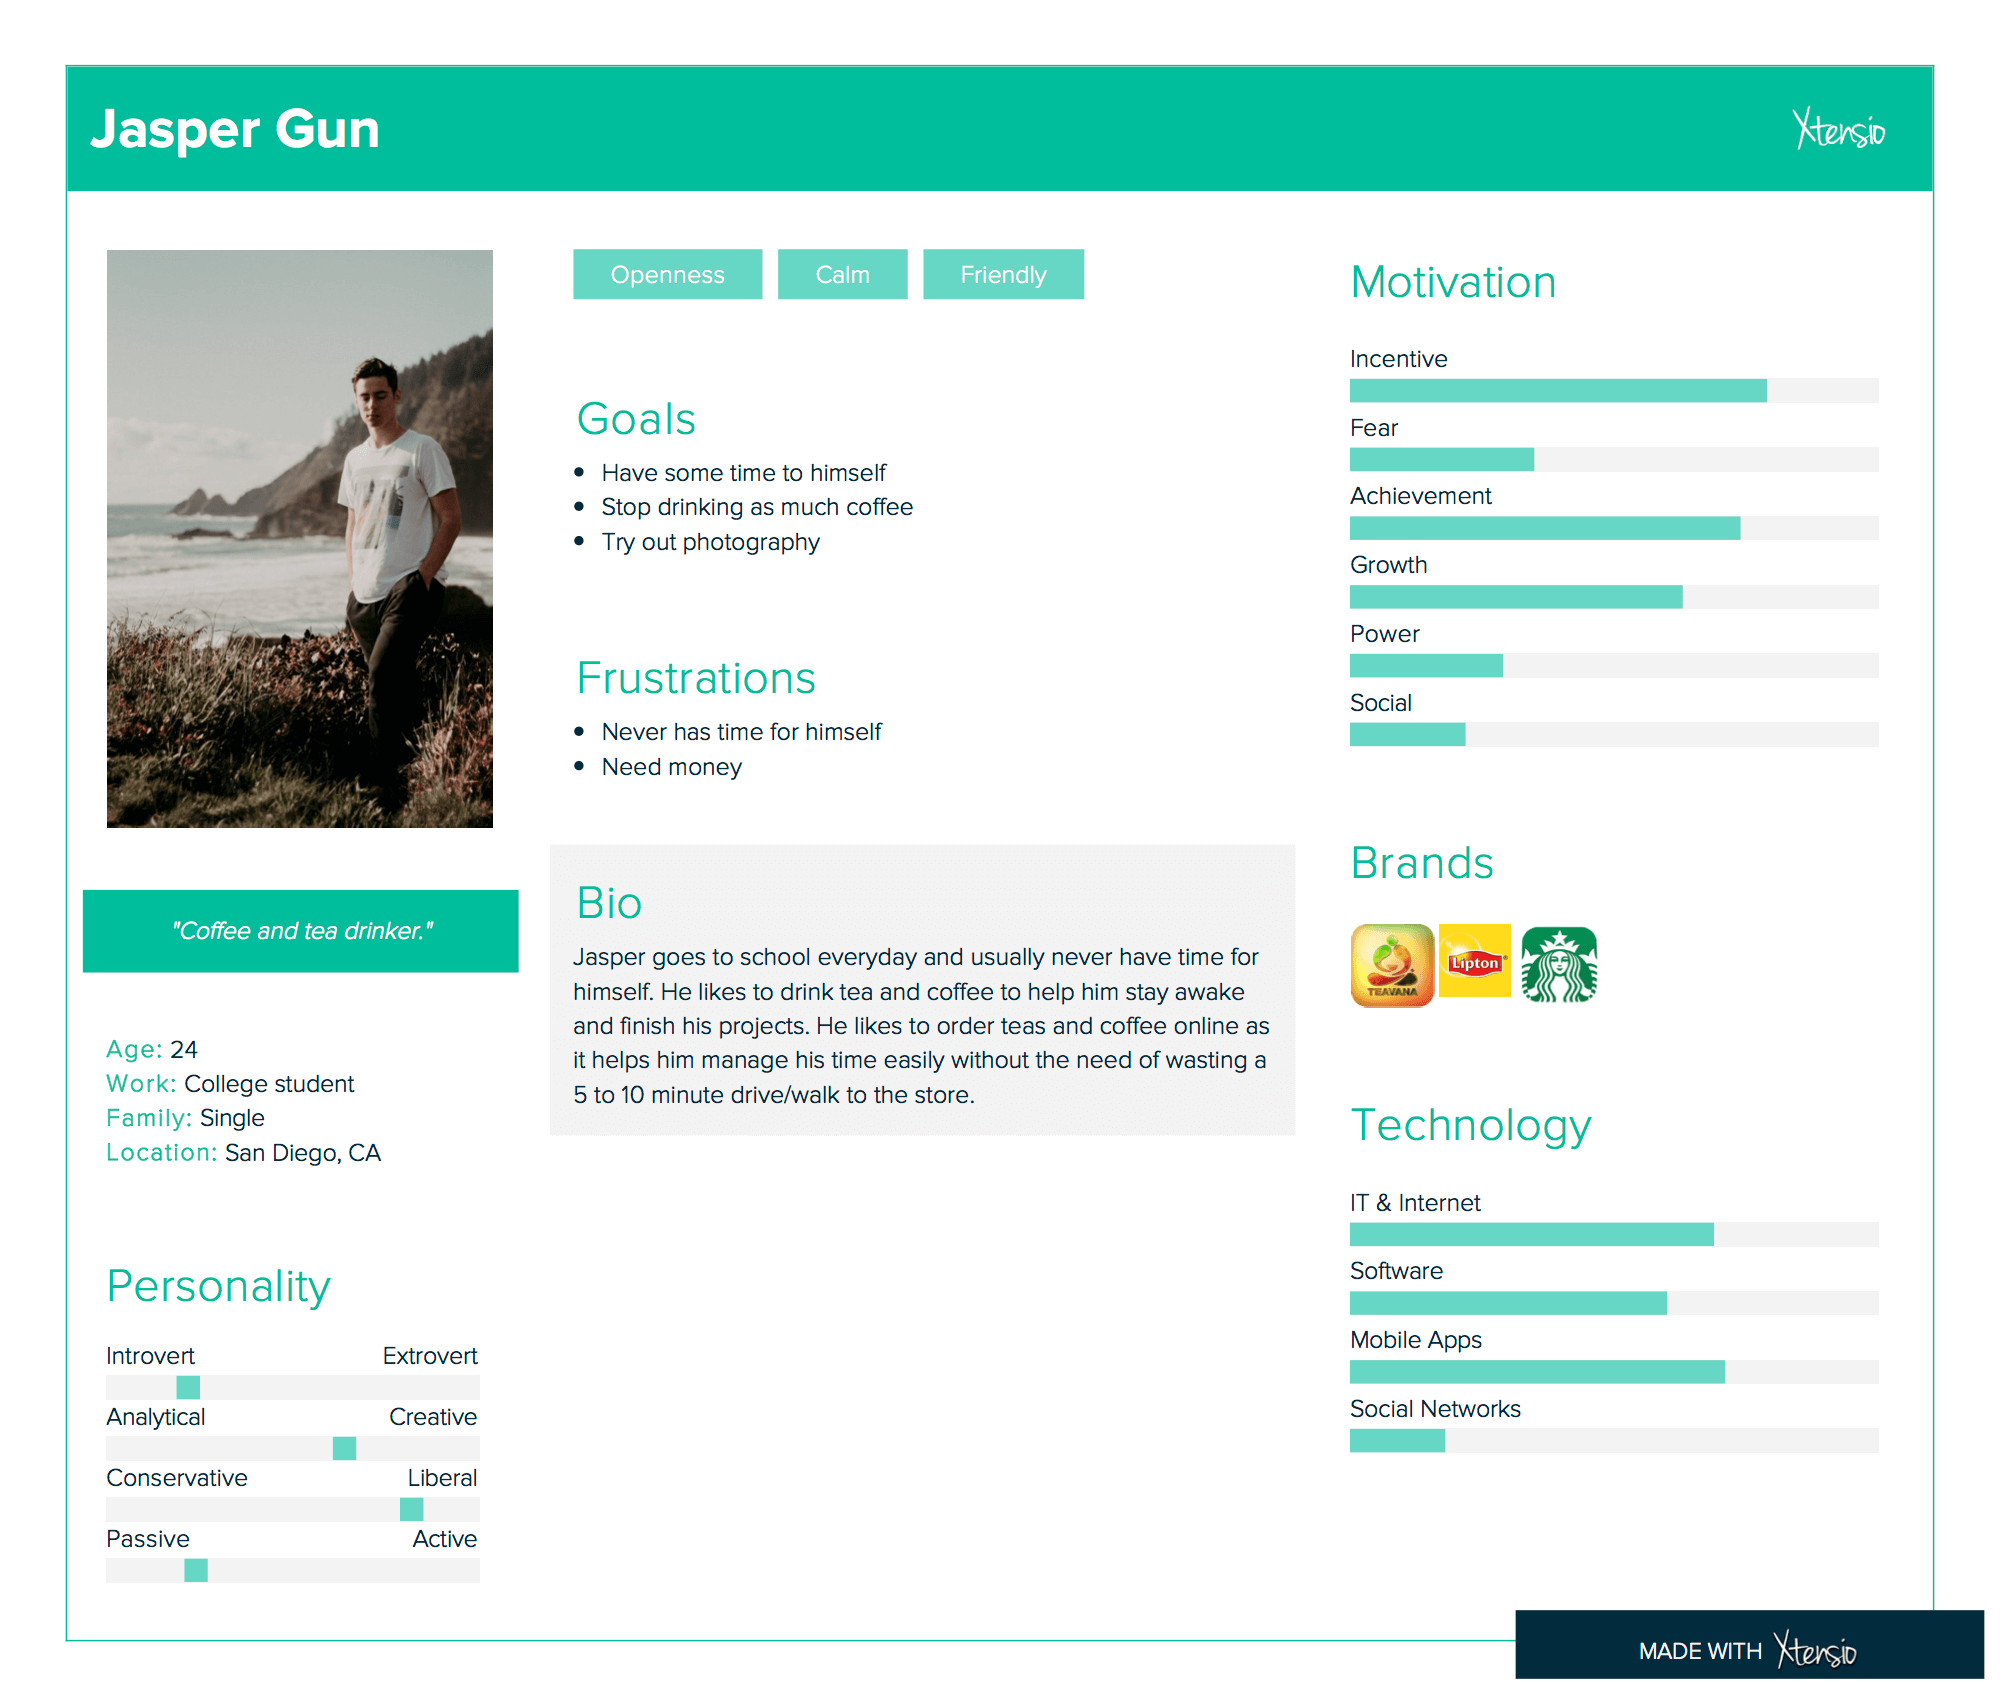 Jasper Gun
Xtensio
"Coffee and tea drinker."
Age: 24
Work: College student
Family: Single
Location: San Diego, CA
Personality
Introvert Extrovert
Analytical Creative
Conservative Liberal
Passive Active
Openness Calm Friendly
Goals
• Have some time to himself
• Stop drinking as much coffee
• Try out photography
Frustrations
• Never has time for himself
• Need money
Bio
Jasper goes to school everyday and usually never have time for
himself. He likes to drink tea and coffee to help him stay awake
and finish his projects. He likes to order teas and coffee online as
it helps him manage his time easily without the need of wasting a
5 to 10 minute drive/walk to the store.
Motivation
Incentive
Fear
Achievement
Growth
Power
Social
Brands
TEAVANA
Lipton
Technology
IT & Internet
Software
Mobile Apps
Social Networks
MADE WITH Xtensio